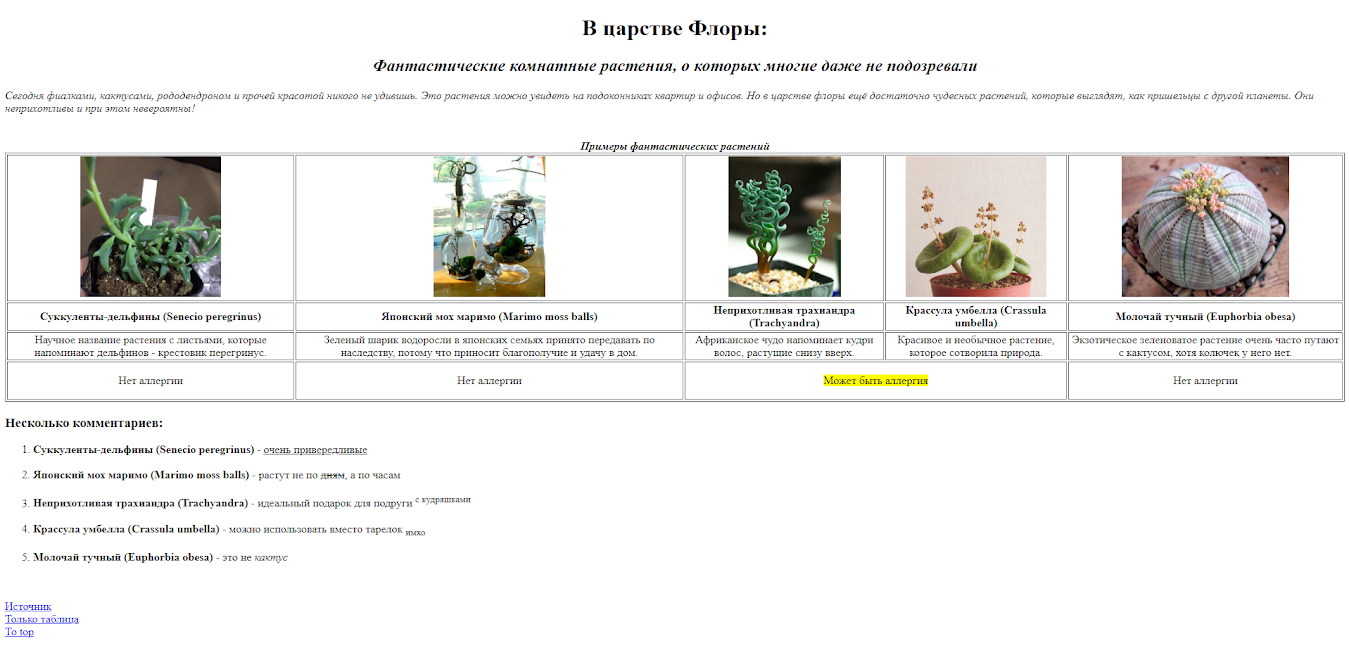 В царстве Флоры:
Фантастические комнатные растения, о которых многие даже не подозревали
Сегодня фиалками, кактусами, рододендроном и прочей красотой никого не удивишь. Это растения можно увидеть на подоконниках квартир и офисов. Но в царстве флоры ещё достаточно чудесных растений, которые выглядят, как пришельцы с другой планеты. Они
неприхотливы и при этом невероятны!
Примеры фантастических растений
Суккуленты-дельфины (Senecio peregrinus)
Японский мох маримо (Marimo moss balls)
Неприхотливая трахиандра
(Trachyandra)
Крассула умбелла (Crassula
umbella)
Молочай тучный (Euphorbia obesa)
Научное название растения с листьями, которые
напоминают дельфинов - крестовик перегринус.
Зеленый шарик водоросли в японских семьях принято передавать по
наследству, потому что приносит благополучие и удачу в дом.
Африканское чудо напоминает кудри
волос, растущие снизу вверх.
Красивое и необычное растение,
которое сотворила природа.
Экзотическое зеленоватое растение очень часто путают
с кактусом, хотя колючек у него нет.
Нет аллергии
Нет аллергии
Может быть аллергия
Нет аллергии
Несколько комментариев:
1. Суккуленты-дельфины (Senecio peregrinus) - очень привередливые
2. Японский мох маримо (Marimo moss balls) - растут не по дням, а по часам
3. Неприхотливая трахиандра (Trachyandra) - идеальный подарок для подруги с кудряшками
4. Крассула умбелла (Crassula umbella) - можно использовать вместо тарелок имхо
5. Молочай тучный (Euphorbia obesa) - это не кактус
Источник
Только таблица
To top